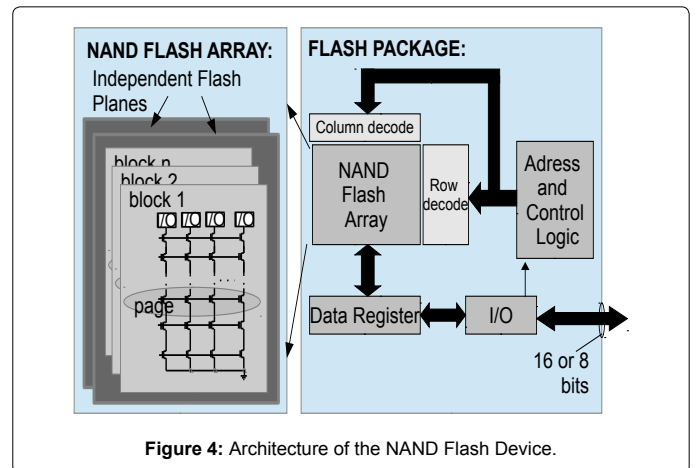 NAND FLASH ARRAY:
Independent Flash
Planes
block n
block 2
block 1
I/O I/O I/O I/O
page
FLASH PACKAGE:
Column decode
NAND
Flash
Array
Row
decode
Adress
and
Control
Logic
Data Register
I/O
16 or 8
bits
Figure 4: Architecture of the NAND Flash Device.